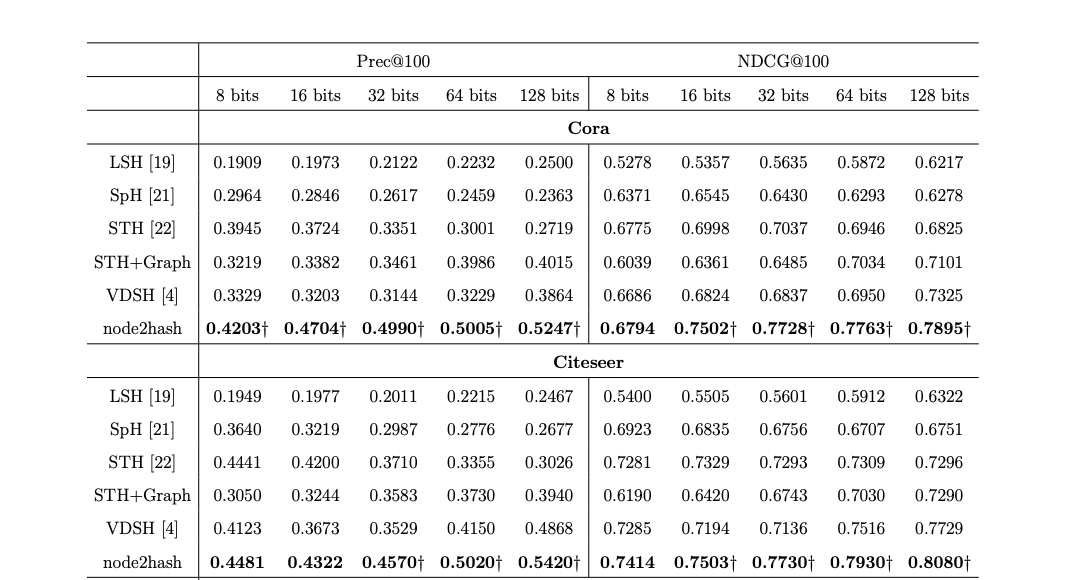 Prec@100 NDCG@100
8 bits 16 bits 32 bits 64 bits 128 bits 8 bits 16 bits 32 bits 64 bits 128 bits
Cora
LSH [19] 0.1909 0.1973 0.2122 0.2232 0.2500 0.5278 0.5357 0.5635 0.5872 0.6217
SpH [21] 0.2964 0.2846 0.2617 0.2459 0.2363 0.6371 0.6545 0.6430 0.6293 0.6278
STH [22] 0.3945 0.3724 0.3351 0.3001 0.2719 0.6775 0.6998 0.7037 0.6946 0.6825
STH+Graph 0.3219 0.3382 0.3461 0.3986 0.4015 0.6039 0.6361 0.6485 0.7034 0.7101
VDSH [4] 0.3329 0.3203 0.3144 0.3229 0.3864 0.6686 0.6824 0.6837 0.6950 0.7325
node2hash 0.4203† 0.4704† 0.4990† 0.5005† 0.5247† 0.6794 0.7502† 0.7728† 0.7763† 0.7895†
Citeseer
LSH [19] 0.1949 0.1977 0.2011 0.2215 0.2467 0.5400 0.5505 0.5601 0.5912 0.6322
SpH [21] 0.3640 0.3219 0.2987 0.2776 0.2677 0.6923 0.6835 0.6756 0.6707 0.6751
STH [22] 0.4441 0.4200 0.3710 0.3355 0.3026 0.7281 0.7329 0.7293 0.7309 0.7296
STH+Graph 0.3050 0.3244 0.3583 0.3730 0.3940 0.6190 0.6420 0.6743 0.7030 0.7290
VDSH [4] 0.4123 0.3673 0.3529 0.4150 0.4868 0.7285 0.7194 0.7136 0.7516 0.7729
node2hash 0.4481 0.4322 0.4570† 0.5020† 0.5420† 0.7414 0.7503† 0.7730† 0.7930† 0.8080†